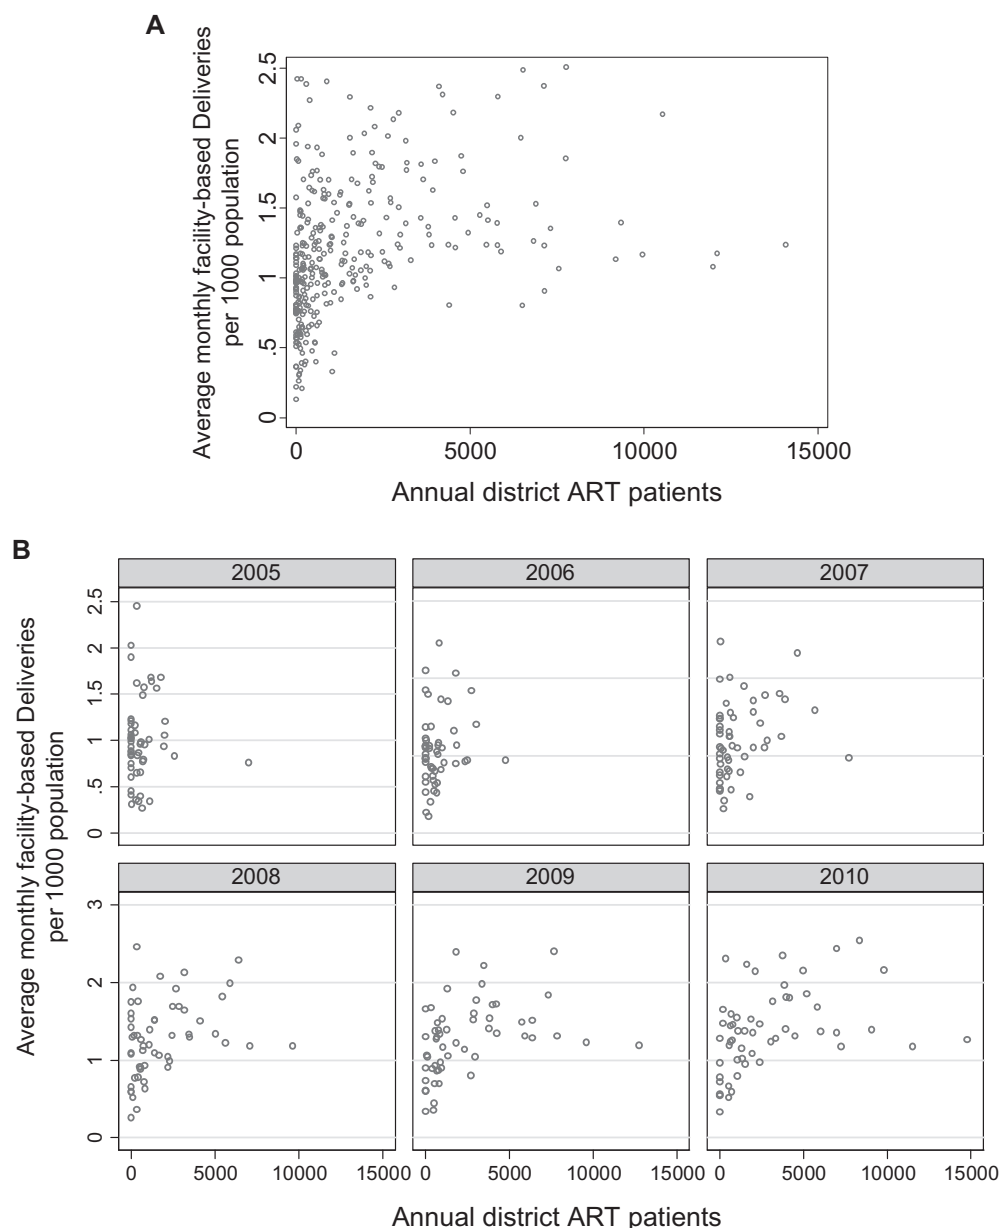 A
Average monthly facility-based Deliveries
per 1000 population
2.5
2
1.5
1
.5
0
0 5000 10000 15000
Annual district ART patients
B
Average monthly facility-based Deliveries
per 1000 population
2005 2006 2007
2.5
2
1.5
1
.5
0
2008 2009 2010
3
2
1
0
0 5000 10000 15000 0 5000 10000 15000 0 5000 10000 15000
Annual district ART patients